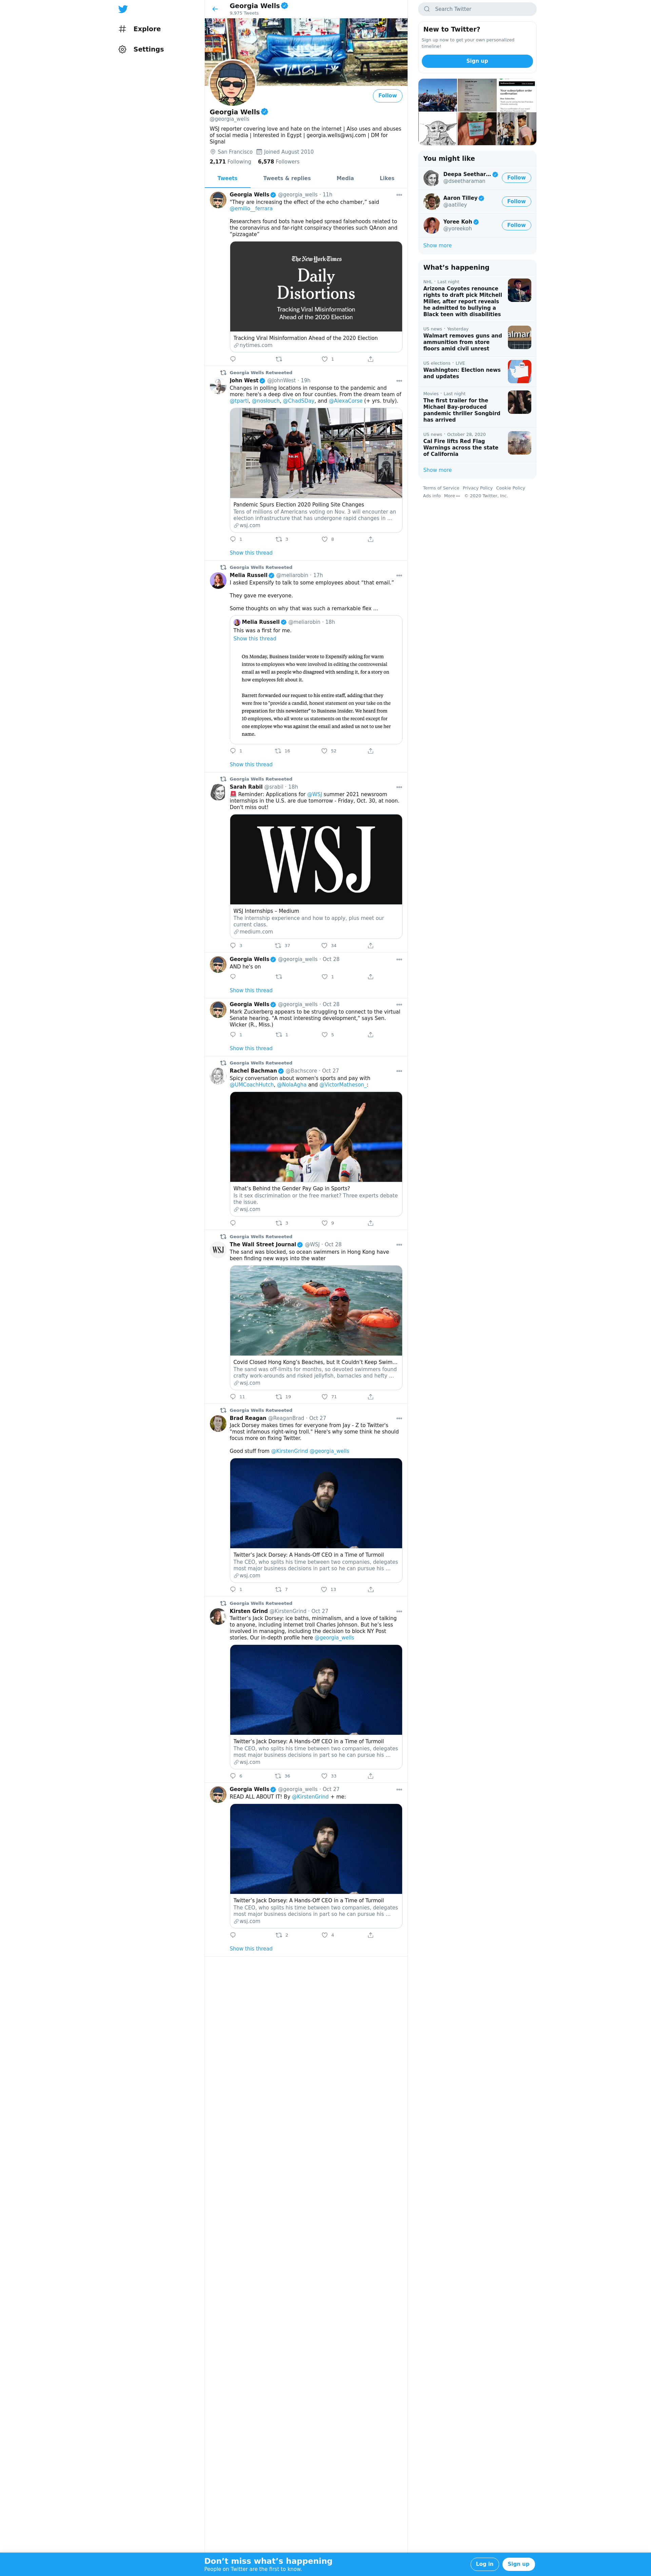 Explore
Settings
Georgia Wells
9,075 Tweets
Follow
Georgia Wells
@georgia_wells
WSJ reporter covering love and hate on the internet | Also uses and abuses
of social media | Interested in Egypt | georgia.wells@wsj.com | DM for
Signal
San Francisco Joined August 2010
2,171 Following 6,578 Followers
Tweets Tweets & replies Media Likes
Georgia Wells @georgia_wells · 11h
"They are increasing the effect of the echo chamber," said
@emilio__ferrara
Researchers found bots have helped spread falsehoods related to
the coronavirus and far-right conspiracy theories such QAnon and
"pizzagate"
The New York Times
Daily
Distortions
Tracking Viral Misinformation
Ahead of the 2020 Election
Tracking Viral Misinformation Ahead of the 2020 Election
nytimes.com
1
Georgia Wells Retweeted
John West @JohnWest · 19h
Changes in polling locations in response to the pandemic and
more: here's a deep dive on four counties. From the dream team of
@tparti, @noslouch, @ChadSDay, and @AlexaCorse (+ yrs. truly).
Pandemic Spurs Election 2020 Polling Site Changes
Tens of millions of Americans voting on Nov. 3 will encounter an
election infrastructure that has undergone rapid changes in ...
wsj.com
1 3 8
Show this thread
Georgia Wells Retweeted
Melia Russell @meliarobin · 17h
I asked Expensify to talk to some employees about "that email."
They gave me everyone.
Some thoughts on why that was such a remarkable flex ...
Melia Russell @meliarobin · 18h
This was a first for me.
Show this thread
On Monday, Business Insider wrote to Expensify asking for warm
intros to employees who were involved in editing the controversial
email as well as people who disagreed with sending it, for a story on
how employees felt about it.
Barrett forwarded our request to his entire staff, adding that they
were free to "provide a candid, honest statement on your take on the
preparation for this newsletter" to Business Insider. We heard from
10 employees, who all wrote us statements on the record except for
one employee who was against the email and asked us not to use her
name.
1 16 52
Show this thread
Georgia Wells Retweeted
Sarah Rabil @srabil · 18h
Reminder: Applications for @WSJ summer 2021 newsroom
internships in the U.S. are due tomorrow - Friday, Oct. 30, at noon.
Don't miss out!
WSJ
WSJ Internships – Medium
The internship experience and how to apply, plus meet our
current class.
medium.com
3 37 34
Georgia Wells @georgia_wells · Oct 28
AND he's on
1
Show this thread
Georgia Wells @georgia_wells · Oct 28
Mark Zuckerberg appears to be struggling to connect to the virtual
Senate hearing. "A most interesting development," says Sen.
Wicker (R., Miss.)
1 1 5
Show this thread
Georgia Wells Retweeted
Rachel Bachman @Bachscore · Oct 27
Spicy conversation about women's sports and pay with
@UMCoachHutch, @NolaAgha and @VictorMatheson_:
What's Behind the Gender Pay Gap in Sports?
Is it sex discrimination or the free market? Three experts debate
the issue.
wsj.com
3 9
Georgia Wells Retweeted
WSJ
The Wall Street Journal @WSJ · Oct 28
The sand was blocked, so ocean swimmers in Hong Kong have
been finding new ways into the water
Covid Closed Hong Kong's Beaches, but It Couldn't Keep Swim...
The sand was off-limits for months, so devoted swimmers found
crafty work-arounds and risked jellyfish, barnacles and hefty ...
wsj.com
11 19 71
Georgia Wells Retweeted
Brad Reagan @ReaganBrad · Oct 27
Jack Dorsey makes times for everyone from Jay - Z to Twitter's
"most infamous right-wing troll." Here's why some think he should
focus more on fixing Twitter.
Good stuff from @KirstenGrind @georgia_wells
Twitter's Jack Dorsey: A Hands-Off CEO in a Time of Turmoil
The CEO, who splits his time between two companies, delegates
most major business decisions in part so he can pursue his ...
wsj.com
1 7 13
Georgia Wells Retweeted
Kirsten Grind @KirstenGrind · Oct 27
Twitter's Jack Dorsey: ice baths, minimalism, and a love of talking
to anyone, including internet troll Charles Johnson. But he's less
involved in managing, including the decision to block NY Post
stories. Our in-depth profile here @georgia_wells
Twitter's Jack Dorsey: A Hands-Off CEO in a Time of Turmoil
The CEO, who splits his time between two companies, delegates
most major business decisions in part so he can pursue his ...
wsj.com
6 36 33
Georgia Wells @georgia_wells · Oct 27
READ ALL ABOUT IT! By @KirstenGrind + me:
Twitter's Jack Dorsey: A Hands-Off CEO in a Time of Turmoil
The CEO, who splits his time between two companies, delegates
most major business decisions in part so he can pursue his ...
wsj.com
2 4
Show this thread
Search Twitter
New to Twitter?
Sign up now to get your own personalized
timeline!
Sign up
You might like
Deepa Seethar...
@dseetharaman
Follow
Aaron Tilley
@aatilley
Follow
Yoree Koh
@yoreekoh
Follow
Show more
What's happening
NHL · Last night
Arizona Coyotes renounce
rights to draft pick Mitchell
Miller, after report reveals
he admitted to bullying a
Black teen with disabilities
US news · Yesterday
Walmart removes guns and
ammunition from store
floors amid civil unrest
US elections · LIVE
Washington: Election news
and updates
Movies · Last night
The first trailer for the
Michael Bay-produced
pandemic thriller Songbird
has arrived
US news · October 28, 2020
Cal Fire lifts Red Flag
Warnings across the state
of California
Show more
Terms of Service Privacy Policy Cookie Policy
Ads info More © 2020 Twitter, Inc.
Don't miss what's happening
People on Twitter are the first to know.
Log in Sign up